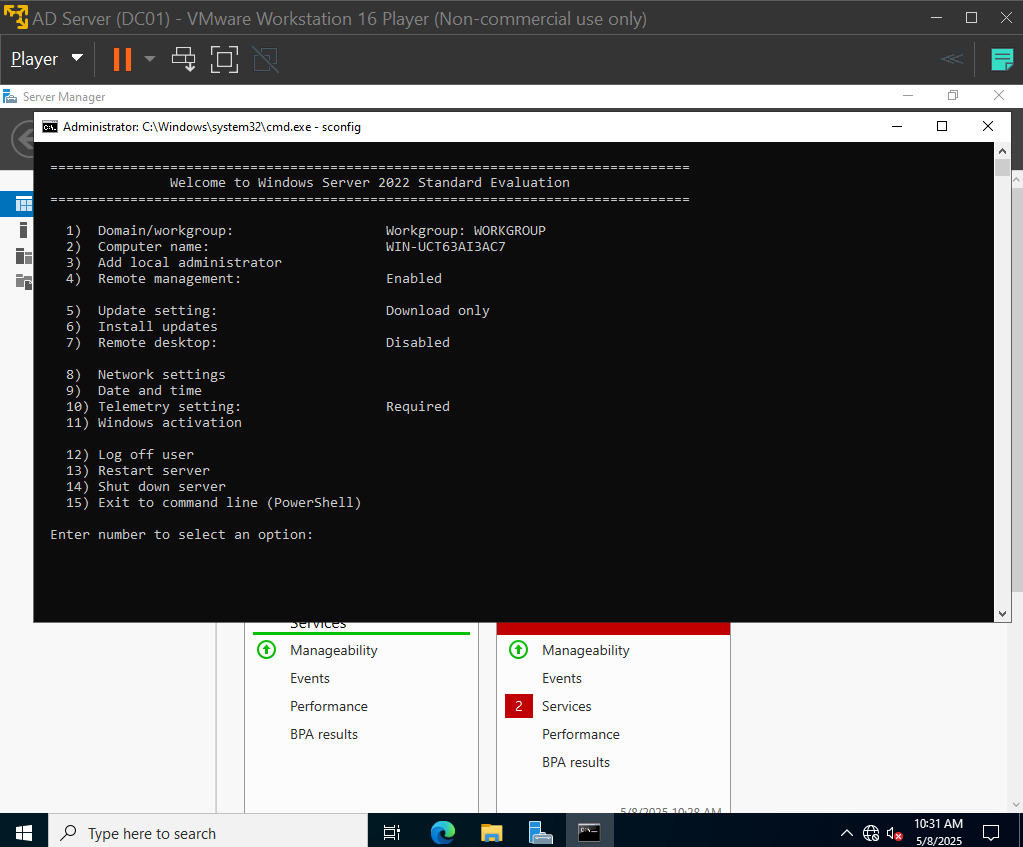 AD Server (DC01) - VMware Workstation 16 Player (Non-commercial use only)
Player
Server Manager
Administrator: C:\Windows\system32\cmd.exe - sconfig
===============================================================================
Welcome to Windows Server 2022 Standard Evaluation
===============================================================================
1) Domain/workgroup: Workgroup: WORKGROUP
2) Computer name: WIN-UCT63AI3AC7
3) Add local administrator
4) Remote management: Enabled
5) Update setting: Download only
6) Install updates
7) Remote desktop: Disabled
8) Network settings
9) Date and time
10) Telemetry setting: Required
11) Windows activation
12) Log off user
13) Restart server
14) Shut down server
15) Exit to command line (PowerShell)
Enter number to select an option:
Services
Manageability
Events
Performance
BPA results
Manageability
Events
2 Services
Performance
BPA results
5/8/2025 10:28 AM
Type here to search
10:31 AM
5/8/2025